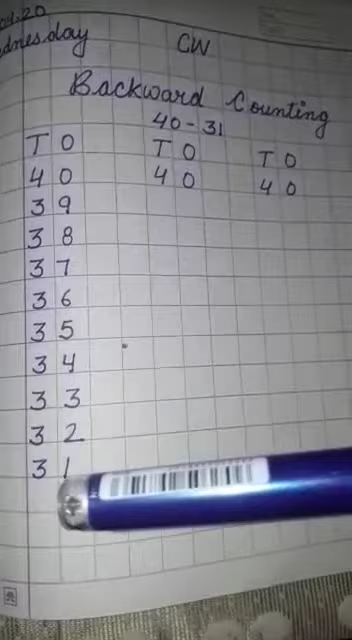 CW
Backward Counting
40-31
T O T O T O
4 0 4 0 4 0
3 9
3 8
3 7
3 6
3 5
3 4
3 3
3 2
3 1